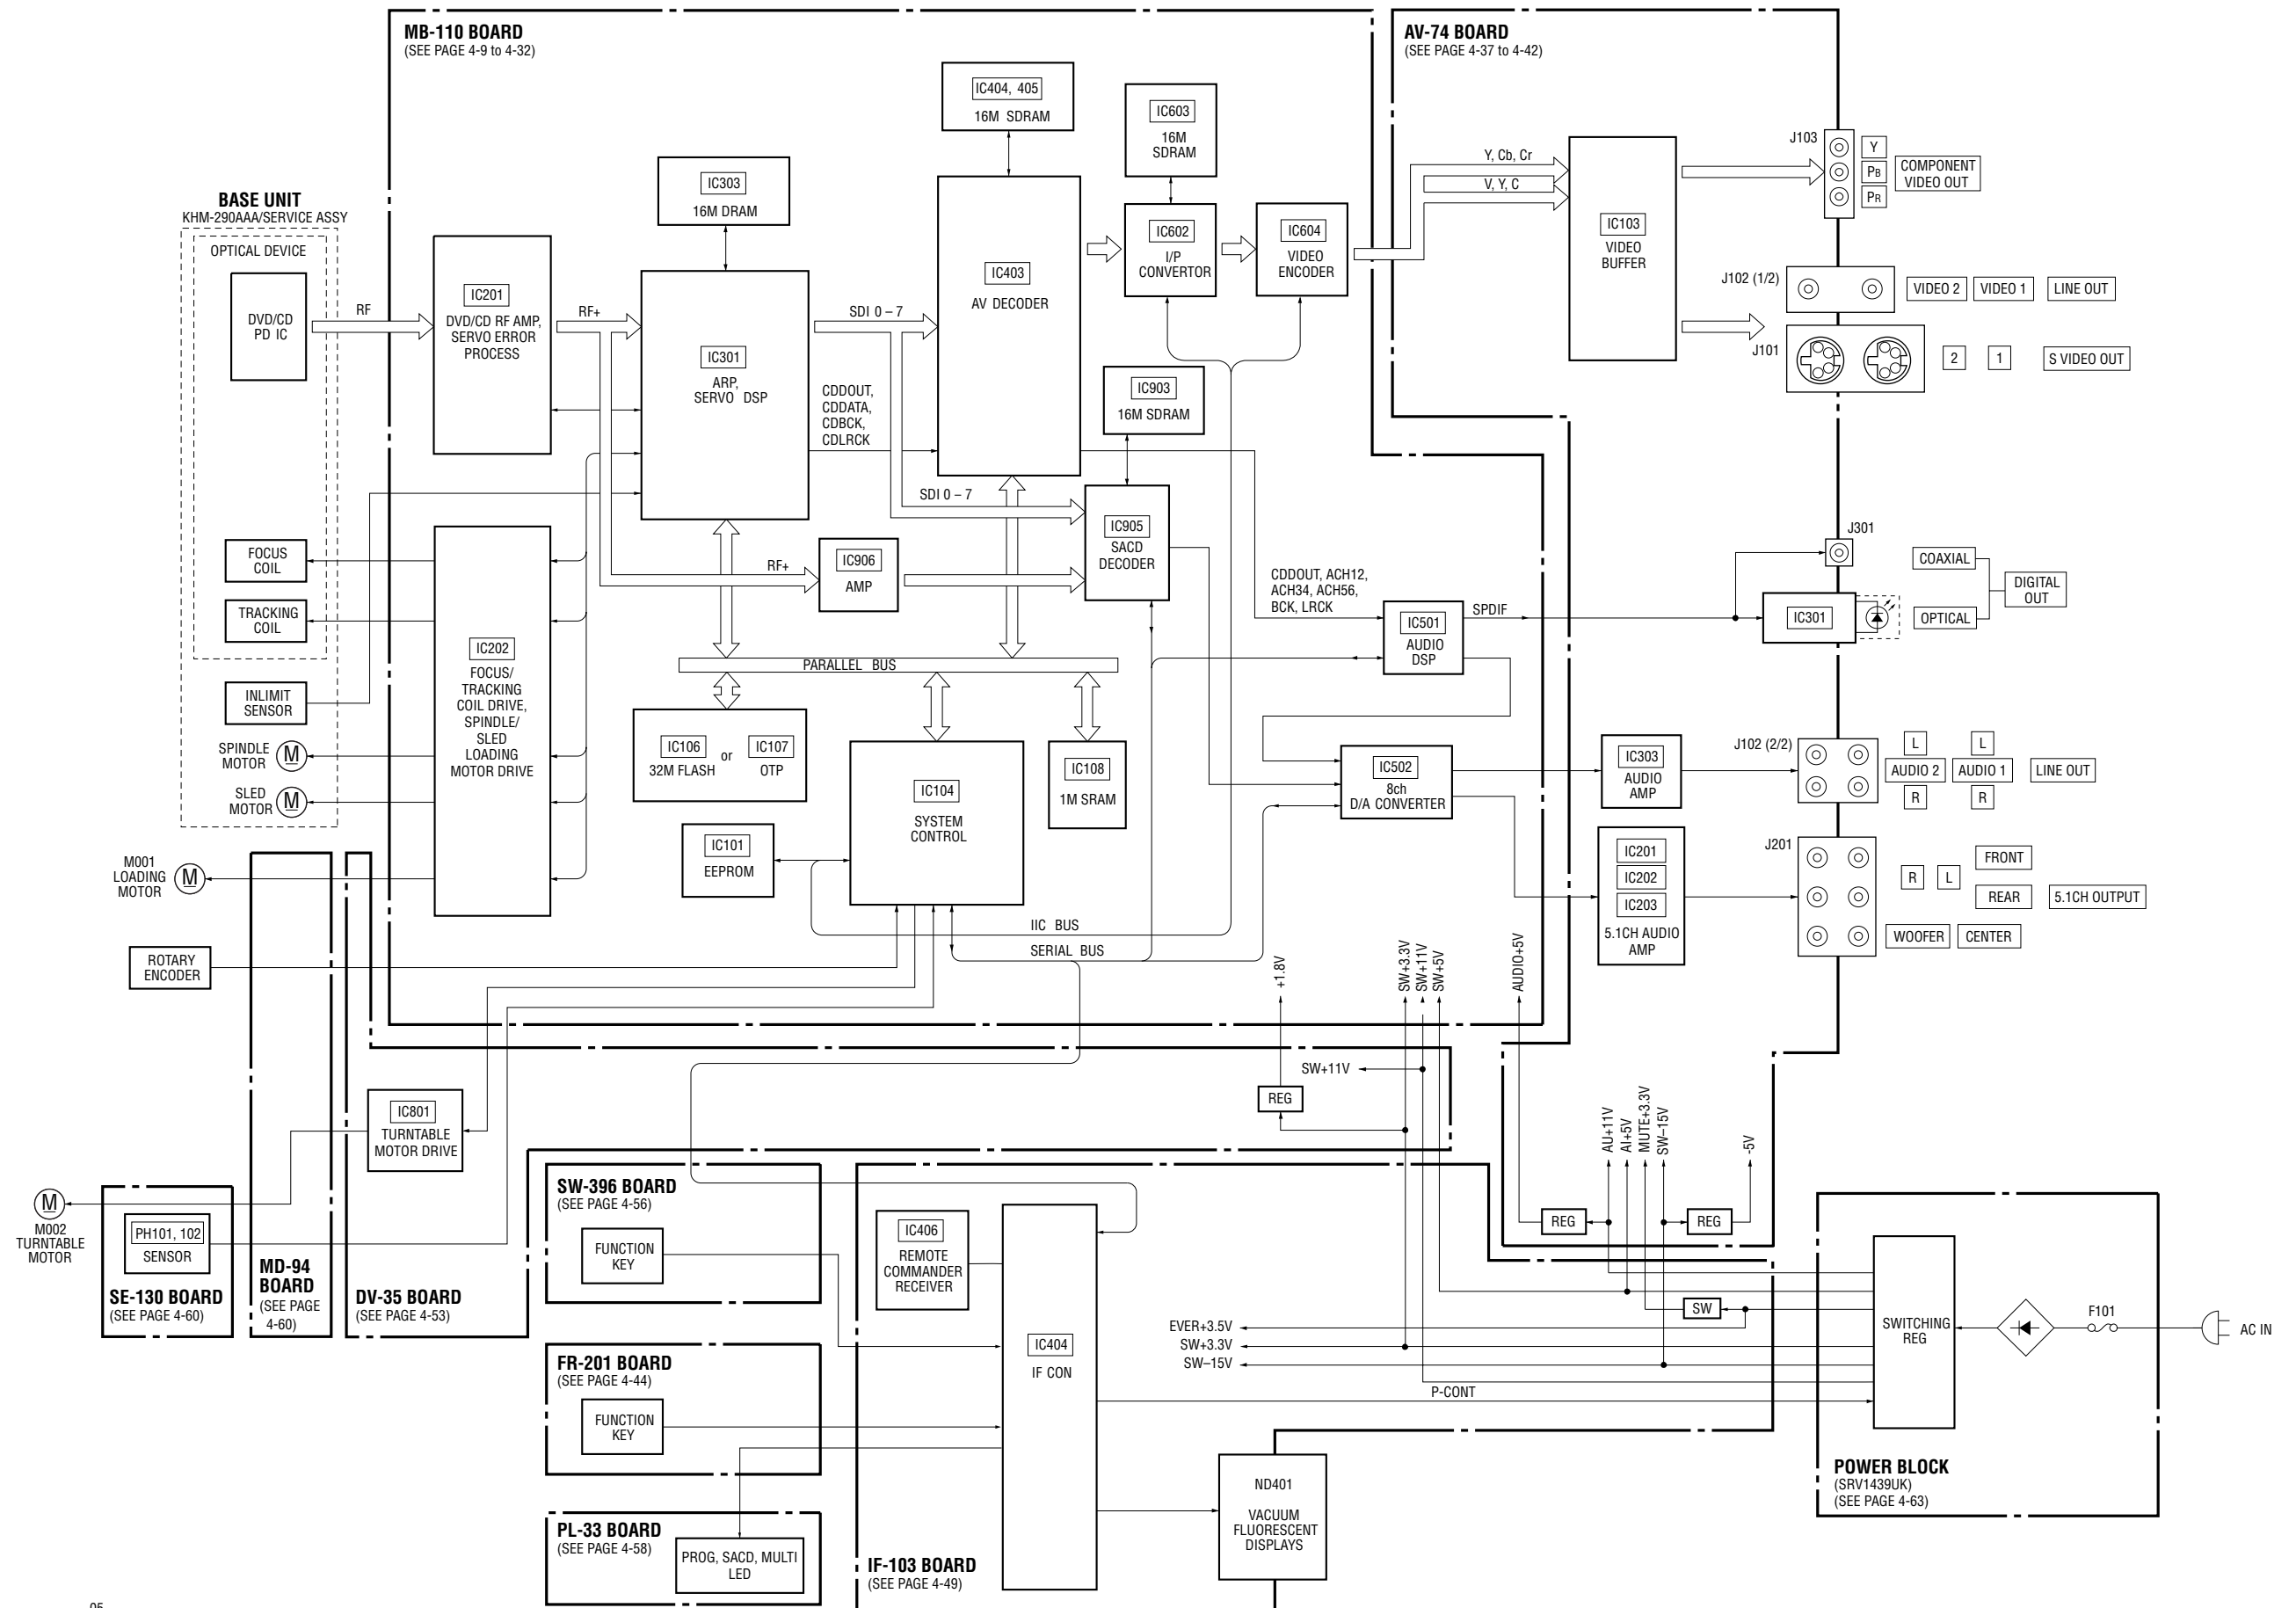 MB-110 BOARD
(SEE PAGE 4-9 to 4-32)
AV-74 BOARD
(SEE PAGE 4-37 to 4-42)
IC404, 405
16M SDRAM
IC603
16M
SDRAM
IC303
16M DRAM
BASE UNIT
KHM-290AAA/SERVICE ASSY
OPTICAL DEVICE
DVD/CD
PD IC
RF
IC201
DVD/CD RF AMP,
SERVO ERROR
PROCESS
RF+
IC301
ARP,
SERVO DSP
SDI 0 – 7
CDDOUT,
CDDATA,
CDBCK,
CDLRCK
IC403
AV DECODER
IC602
I/P
CONVERTOR
IC604
VIDEO
ENCODER
Y, Cb, Cr
V, Y, C
IC103
VIDEO
BUFFER
J103
Y
PB
PR
COMPONENT
VIDEO OUT
J102 (1/2)
VIDEO 2
VIDEO 1
LINE OUT
J101
2
1
S VIDEO OUT
IC903
16M SDRAM
SDI 0 – 7
IC905
SACD
DECODER
RF+
IC906
AMP
FOCUS
COIL
TRACKING
COIL
INLIMIT
SENSOR
SPINDLE
MOTOR
M
SLED
MOTOR
M
IC202
FOCUS/
TRACKING
COIL DRIVE,
SPINDLE/
SLED
LOADING
MOTOR DRIVE
PARALLEL BUS
CDDOUT, ACH12,
ACH34, ACH56,
BCK, LRCK
IC501
AUDIO
DSP
SPDIF
J301
IC301
COAXIAL
OPTICAL
DIGITAL
OUT
IC106
32M FLASH
or
IC107
OTP
IC104
SYSTEM
CONTROL
IC108
1M SRAM
IC101
EEPROM
IC502
8ch
D/A CONVERTER
IC303
AUDIO
AMP
J102 (2/2)
L
L
AUDIO 2
AUDIO 1
LINE OUT
R
R
IC201
IC202
IC203
5.1CH AUDIO
AMP
J201
FRONT
R
L
REAR
5.1CH OUTPUT
WOOFER
CENTER
M001
LOADING
MOTOR
M
ROTARY
ENCODER
IIC BUS
SERIAL BUS
+1.8V
SW+3.3V
SW+11V
SW+5V
AUDIO+5V
SW+11V
REG
IC801
TURNTABLE
MOTOR DRIVE
AU+11V
AI+5V
MUTE+3.3V
SW–15V
-5V
REG
REG
M
M002
TURNTABLE
MOTOR
PH101, 102
SENSOR
SE-130 BOARD
(SEE PAGE 4-60)
MD-94
BOARD
(SEE PAGE
4-60)
DV-35 BOARD
(SEE PAGE 4-53)
SW-396 BOARD
(SEE PAGE 4-56)
FUNCTION
KEY
IC406
REMOTE
COMMANDER
RECEIVER
FR-201 BOARD
(SEE PAGE 4-44)
FUNCTION
KEY
IC404
IF CON
SW
EVER+3.5V
SW+3.3V
SW–15V
P-CONT
SWITCHING
REG
F101
AC IN
POWER BLOCK
(SRV1439UK)
(SEE PAGE 4-63)
PL-33 BOARD
(SEE PAGE 4-58)
PROG, SACD, MULTI
LED
IF-103 BOARD
(SEE PAGE 4-49)
ND401
VACUUM
FLUORESCENT
DISPLAYS